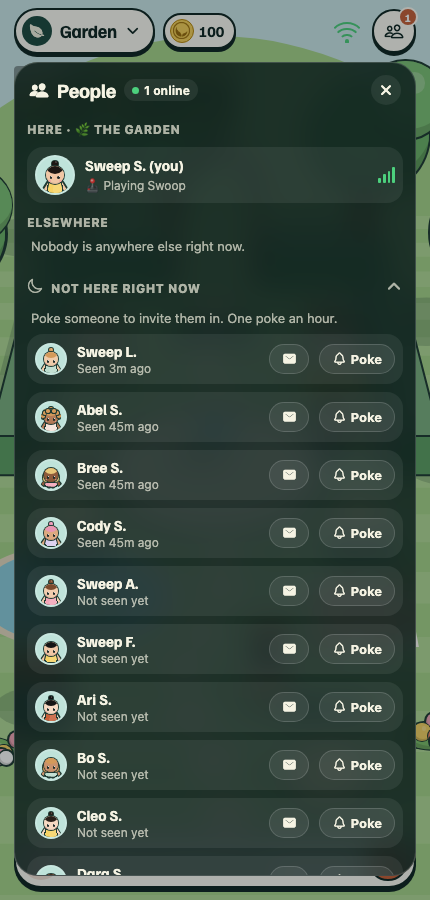 Garden
100
1
People
1 online
HERE • THE GARDEN
Sweep S. (you)
Playing Swoop
ELSEWHERE
Nobody is anywhere else right now.
NOT HERE RIGHT NOW
Poke someone to invite them in. One poke an hour.
Sweep L.
Seen 3m ago
Poke
Abel S.
Seen 45m ago
Poke
Bree S.
Seen 45m ago
Poke
Cody S.
Seen 45m ago
Poke
Sweep A.
Not seen yet
Poke
Sweep F.
Not seen yet
Poke
Ari S.
Not seen yet
Poke
Bo S.
Not seen yet
Poke
Cleo S.
Not seen yet
Poke